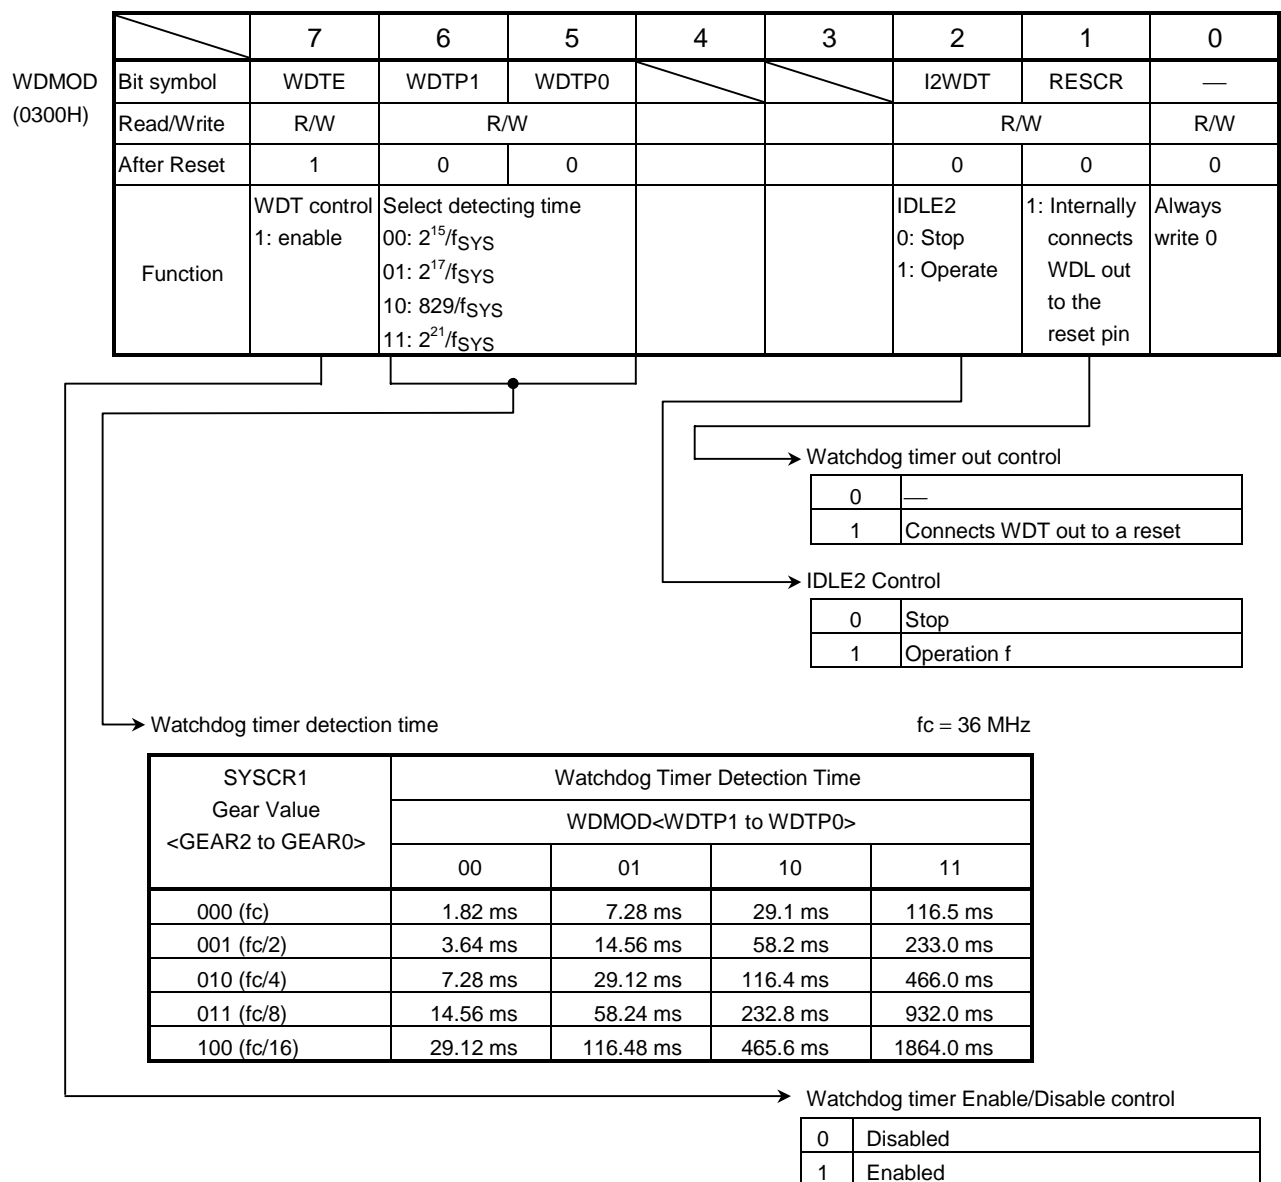 7 6 5 4 3 2 1 0
WDMOD (0300H)
Bit symbol WDTE WDTP1 WDTP0 I2WDT RESCR —
Read/Write R/W R/W R/W R/W
After Reset 1 0 0 0 0 0
Function
WDT control
1: enable
Select detecting time
00: 2^15/fSYS
01: 2^17/fSYS
10: 829/fSYS
11: 2^21/fSYS
IDLE2
0: Stop
1: Operate
1: Internally
connects
WDL out
to the
reset pin
Always
write 0
Watchdog timer out control
0 —
1 Connects WDT out to a reset
IDLE2 Control
0 Stop
1 Operation f
Watchdog timer detection time fc = 36 MHz
SYSCR1
Gear Value
<GEAR2 to GEAR0>
Watchdog Timer Detection Time
WDMOD<WDTP1 to WDTP0>
00 01 10 11
000 (fc) 1.82 ms 7.28 ms 29.1 ms 116.5 ms
001 (fc/2) 3.64 ms 14.56 ms 58.2 ms 233.0 ms
010 (fc/4) 7.28 ms 29.12 ms 116.4 ms 466.0 ms
011 (fc/8) 14.56 ms 58.24 ms 232.8 ms 932.0 ms
100 (fc/16) 29.12 ms 116.48 ms 465.6 ms 1864.0 ms
Watchdog timer Enable/Disable control
0 Disabled
1 Enabled